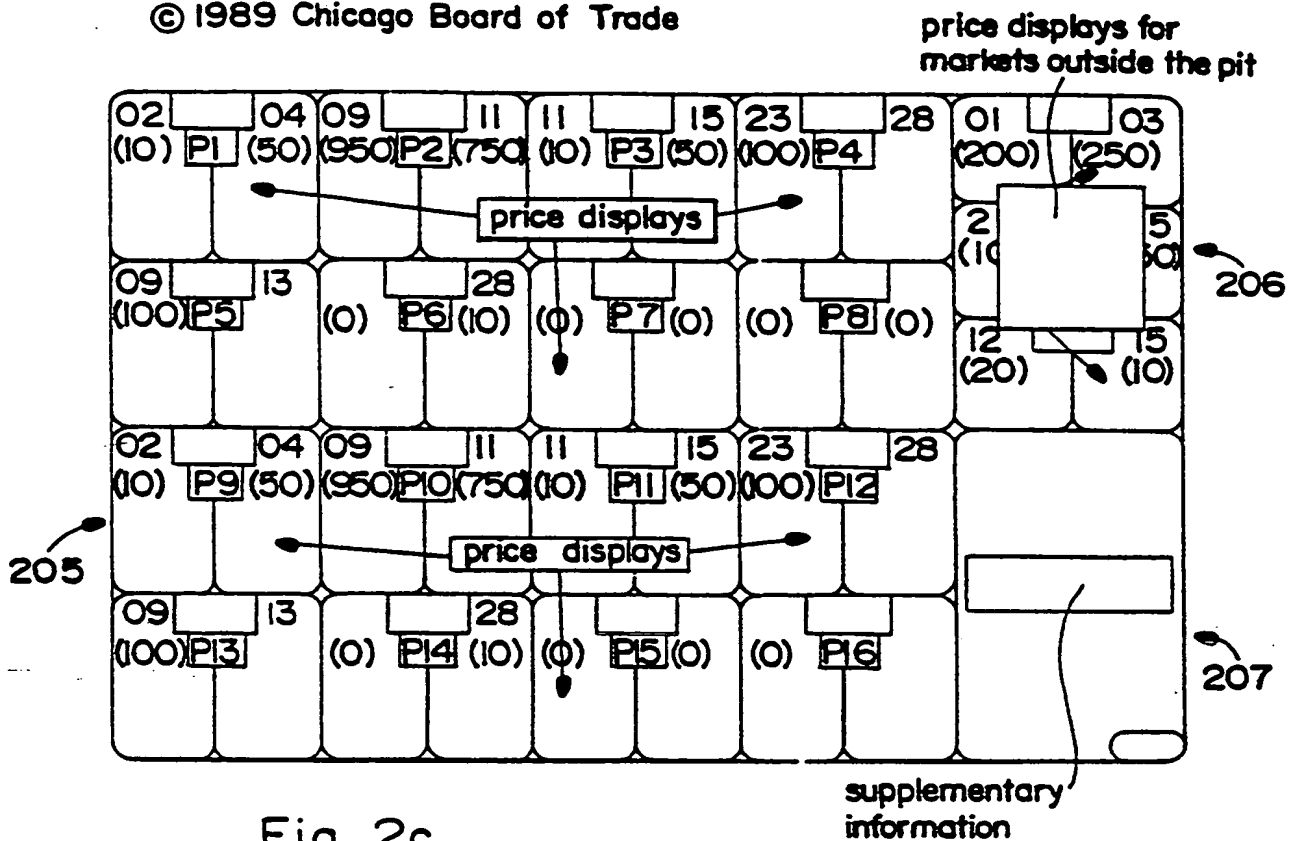 © 1989 Chicago Board of Trade
price displays for
markets outside the pit
02 04 09 11 11 15 23 28 01 03
(10) P1 (50) (950) P2 (750) (10) P3 (50) (100) P4 (200) (250)
price displays
2 5
(10 50)
206
09 13 28
(100) P5 (0) P6 (10) (0) P7 (0) (0) P8 (0)
12 15
(20) (10)
02 04 09 11 11 15 23 28
(10) P9 (50) (950) P10 (750) (10) P11 (50) (100) P12
205
price displays
09 13 28
(100) P13 (0) P14 (10) (0) P15 (0) (0) P16
207
supplementary
information
Fig. 2c